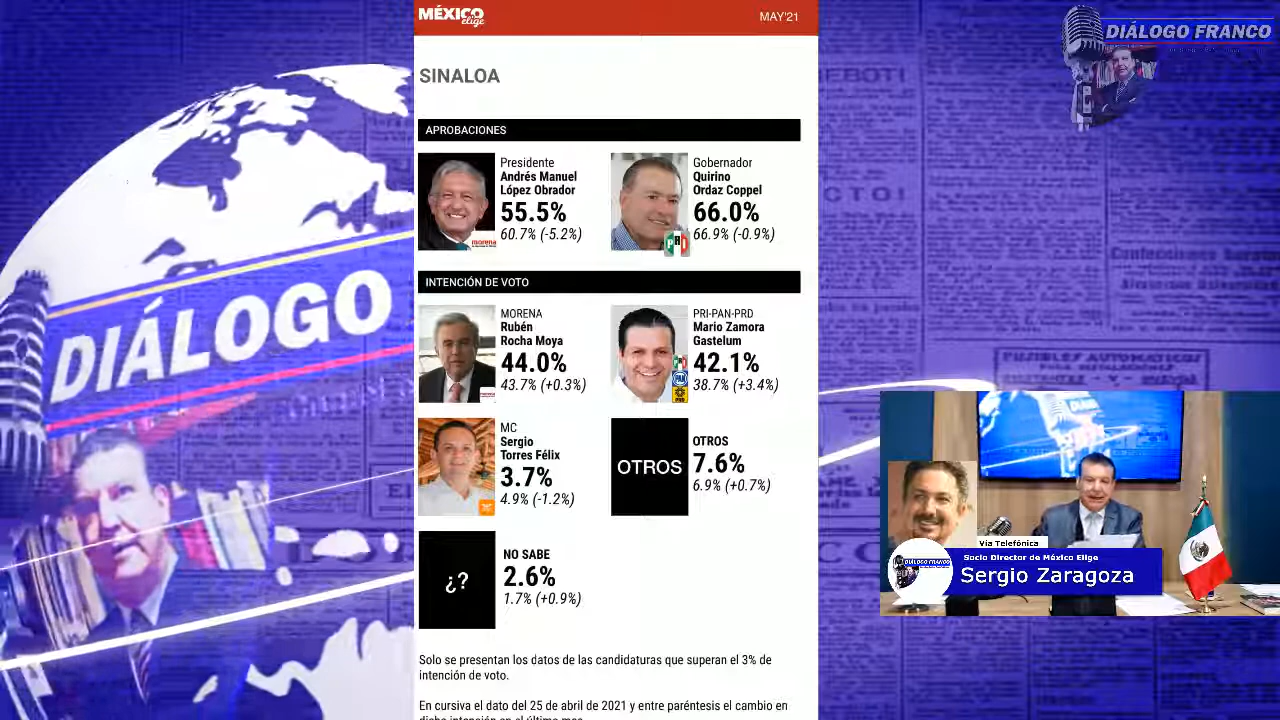 MÉXICO
elige
MAY'21
SINALOA
APROBACIONES
Presidente
Andrés Manuel
López Obrador
55.5%
60.7% (-5.2%)
morena
Gobernador
Quirino
Ordaz Coppel
66.0%
66.9% (-0.9%)
PRI
INTENCIÓN DE VOTO
MORENA
Rubén
Rocha Moya
44.0%
43.7% (+0.3%)
PRI-PAN-PRD
Mario Zamora
Gastelum
42.1%
38.7% (+3.4%)
MC
Sergio
Torres Félix
3.7%
4.9% (-1.2%)
OTROS
OTROS
7.6%
6.9% (+0.7%)
¿?
NO SABE
2.6%
1.7% (+0.9%)
Solo se presentan los datos de las candidaturas que superan el 3% de
intención de voto.
En cursiva el dato del 25 de abril de 2021 y entre paréntesis el cambio en
DIÁLOGO
DIÁLOGO FRANCO
Vía Telefónica
DIÁLOGO FRANCO
Socio Director de México Elige
Sergio Zaragoza